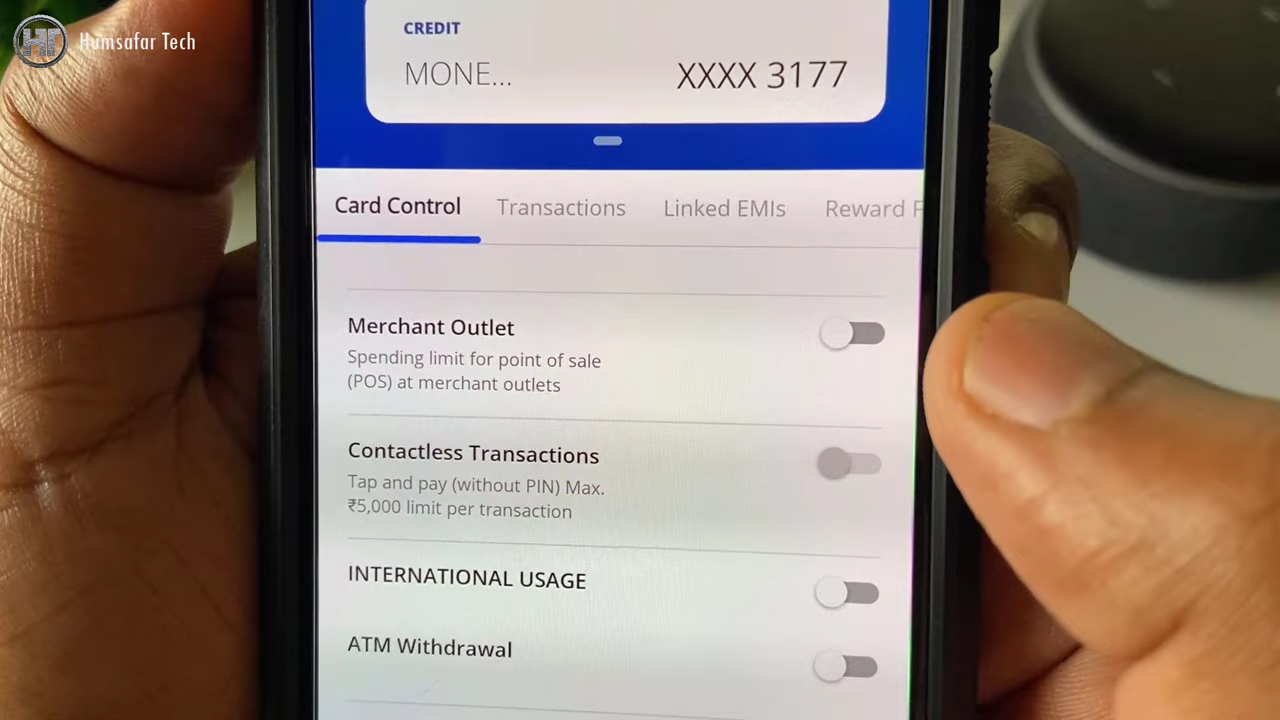 HT Humsafar Tech
CREDIT
MONE... XXXX 3177
Card Control Transactions Linked EMIs Reward F
Merchant Outlet
Spending limit for point of sale
(POS) at merchant outlets
Contactless Transactions
Tap and pay (without PIN) Max.
₹5,000 limit per transaction
INTERNATIONAL USAGE
ATM Withdrawal